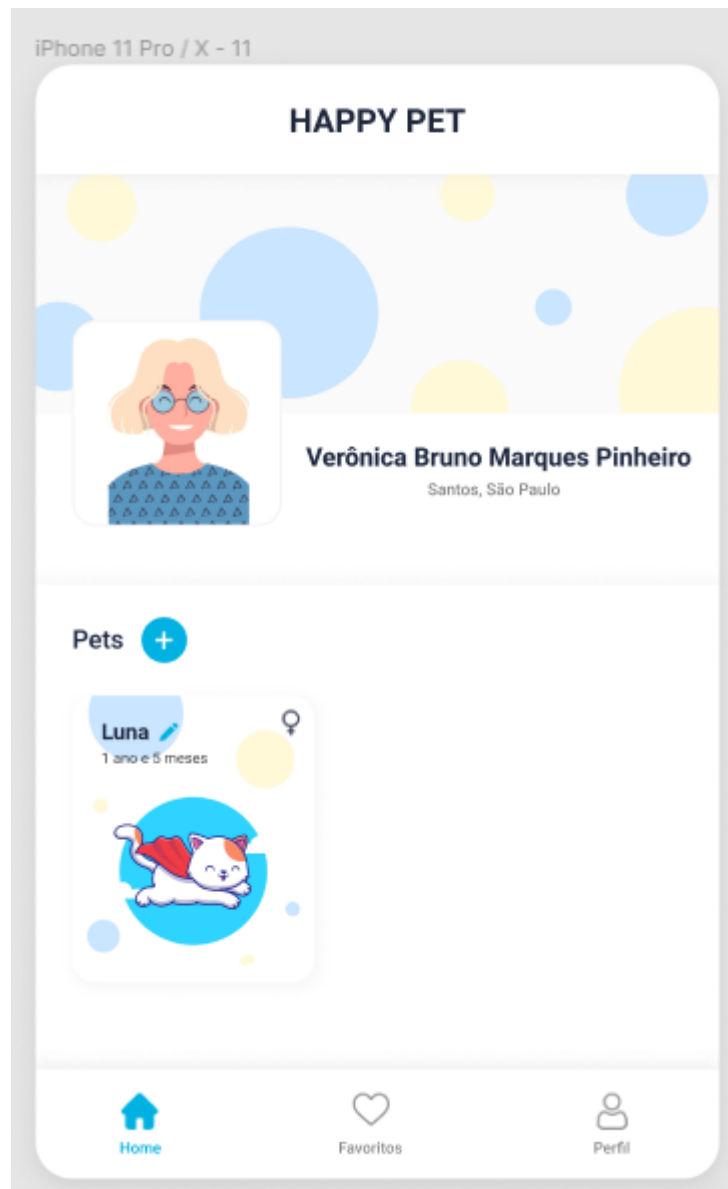 iPhone 11 Pro / X - 11
HAPPY PET
Verônica Bruno Marques Pinheiro
Santos, São Paulo
Pets
Luna
1 ano e 5 meses
Home
Favoritos
Perfil